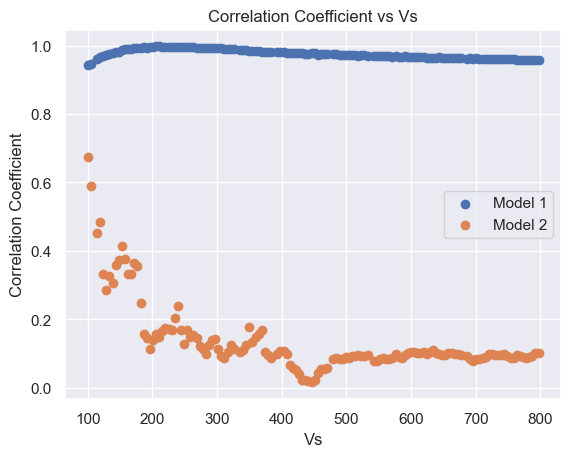 Correlation Coefficient vs Vs
Correlation Coefficient
1.0
0.8
0.6
0.4
0.2
0.0
Model 1
Model 2
100 200 300 400 500 600 700 800
Vs